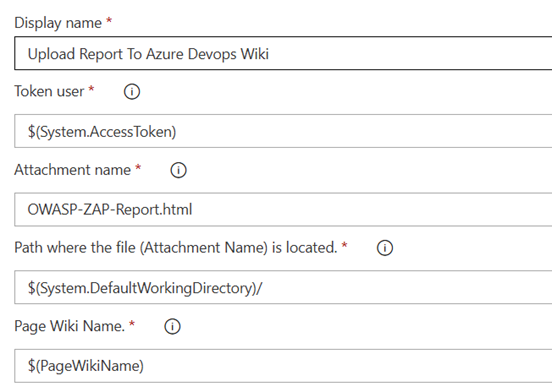 Display name *
Upload Report To Azure Devops Wiki
Token user *
$(System.AccessToken)
Attachment name *
OWASP-ZAP-Report.html
Path where the file (Attachment Name) is located. *
$(System.DefaultWorkingDirectory)/
Page Wiki Name. *
$(PageWikiName)